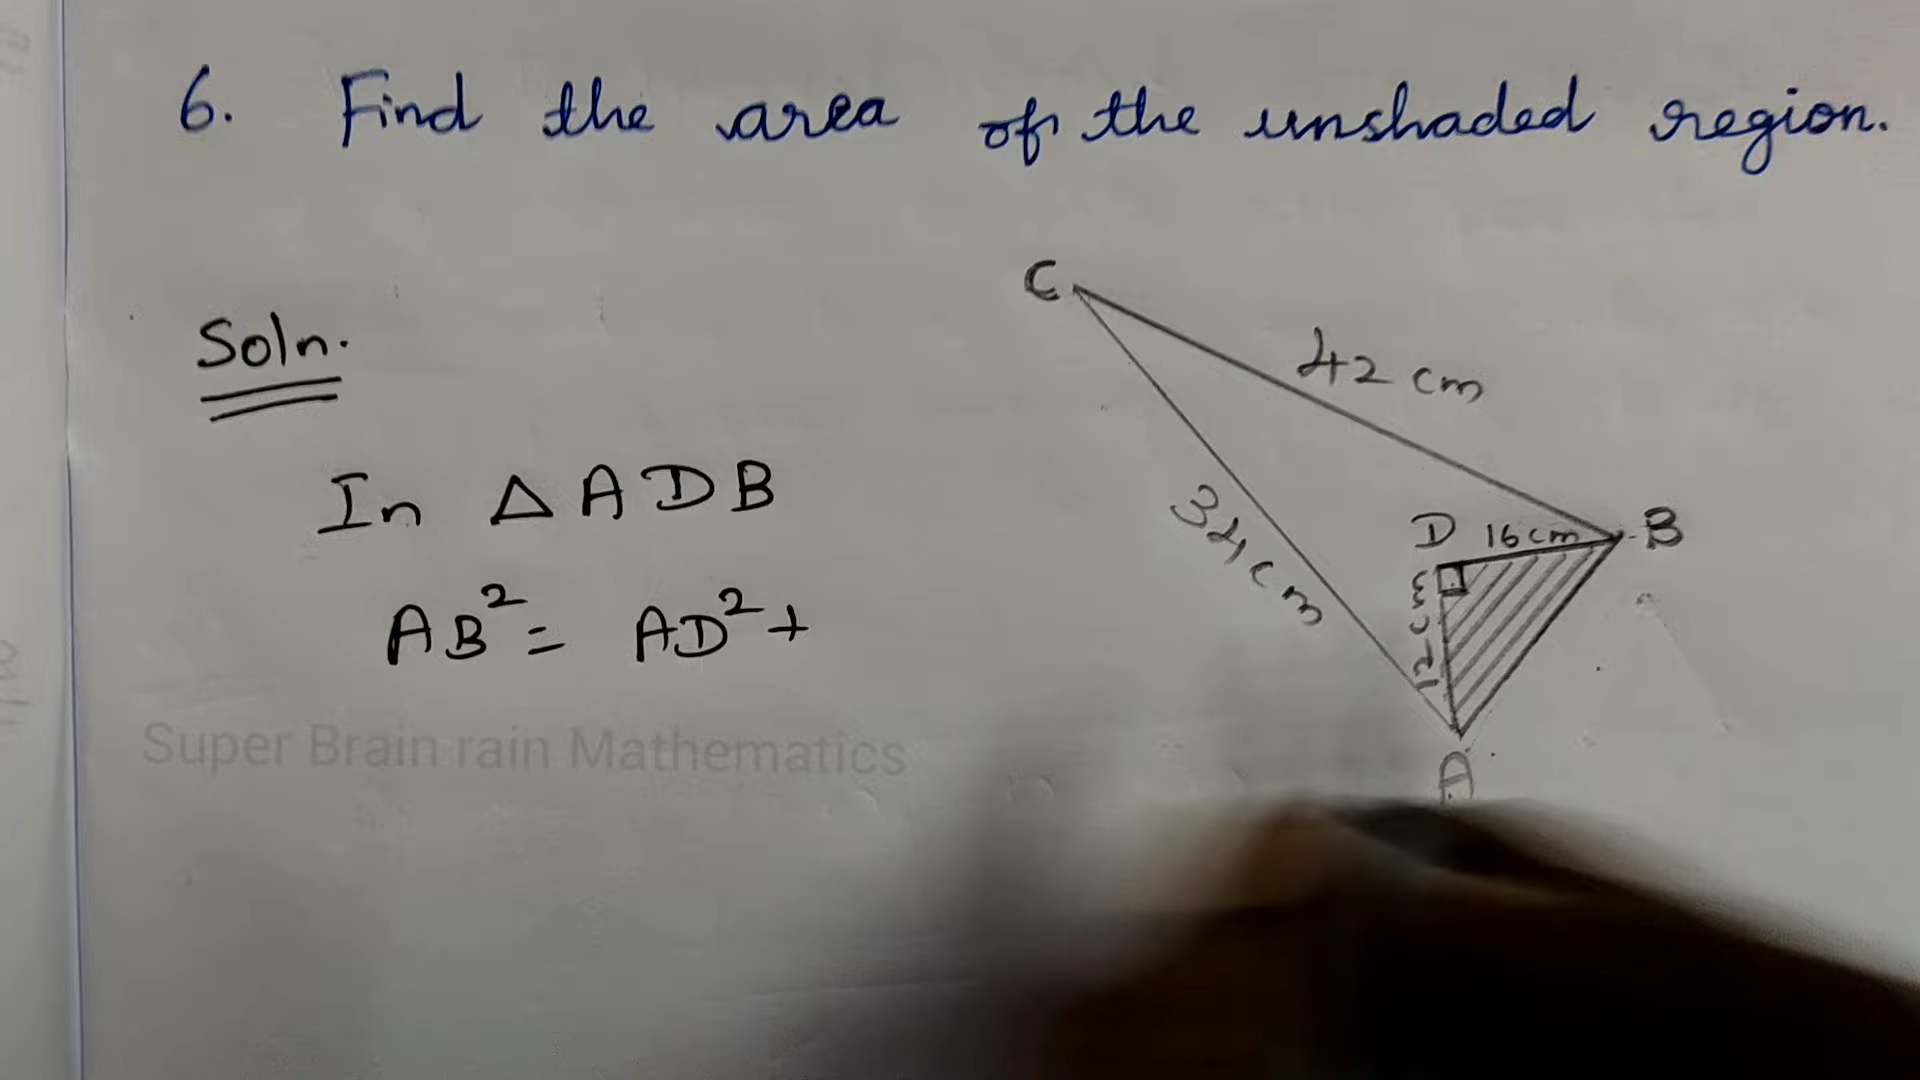 6. Find the area of the unshaded region.
Soln.
In △ADB
AB² = AD² +
C
42 cm
34 cm
D 16 cm B
12 cm
A
Super Brain rain Mathematics